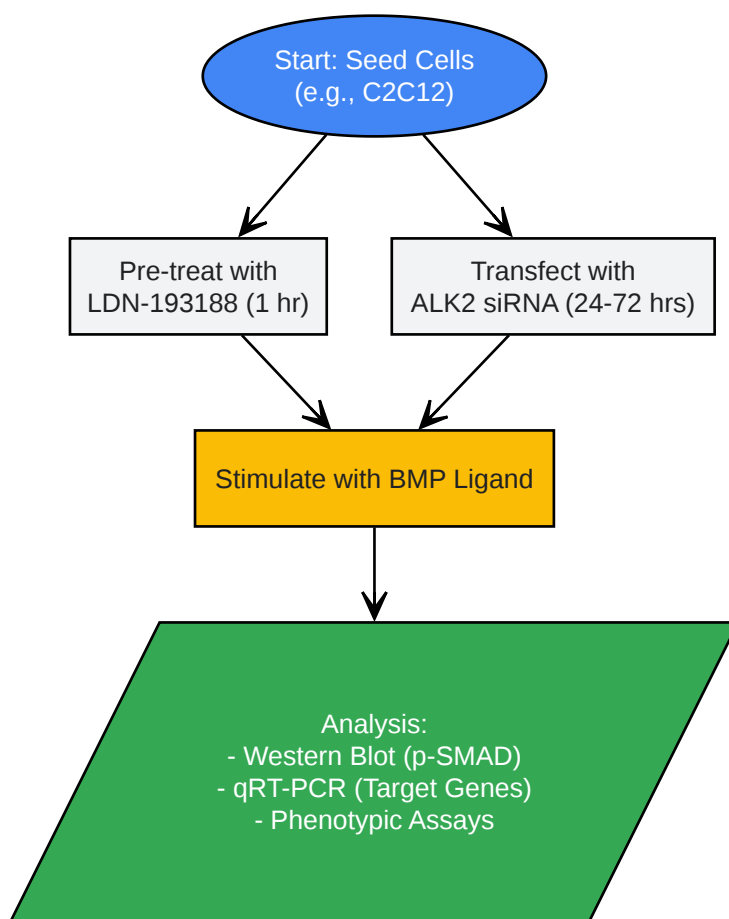 Start: Seed Cells
(e.g., C2C12)
Pre-treat with
LDN-193188 (1 hr)
Transfect with
ALK2 siRNA (24-72 hrs)
Stimulate with BMP Ligand
Analysis:
- Western Blot (p-SMAD)
- qRT-PCR (Target Genes)
- Phenotypic Assays